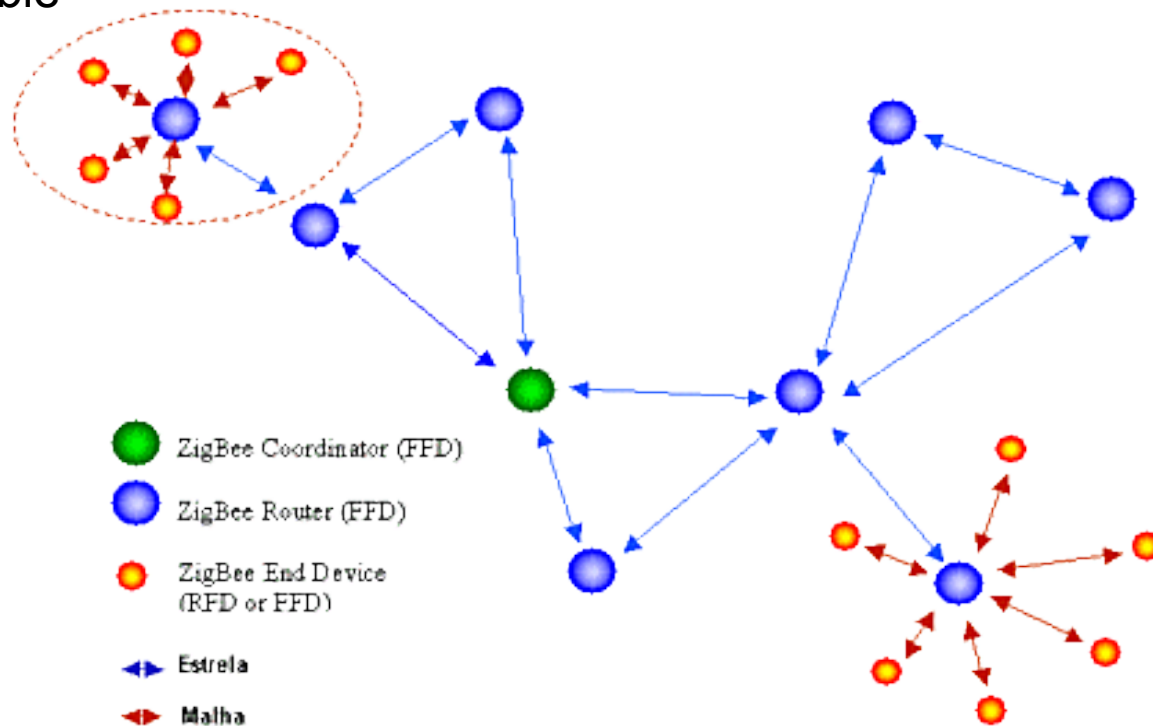 ZigBee Coordinator (FFD)
ZigBee Router (FFD)
ZigBee End Device
(RFD or FFD)
Estrela
Malha